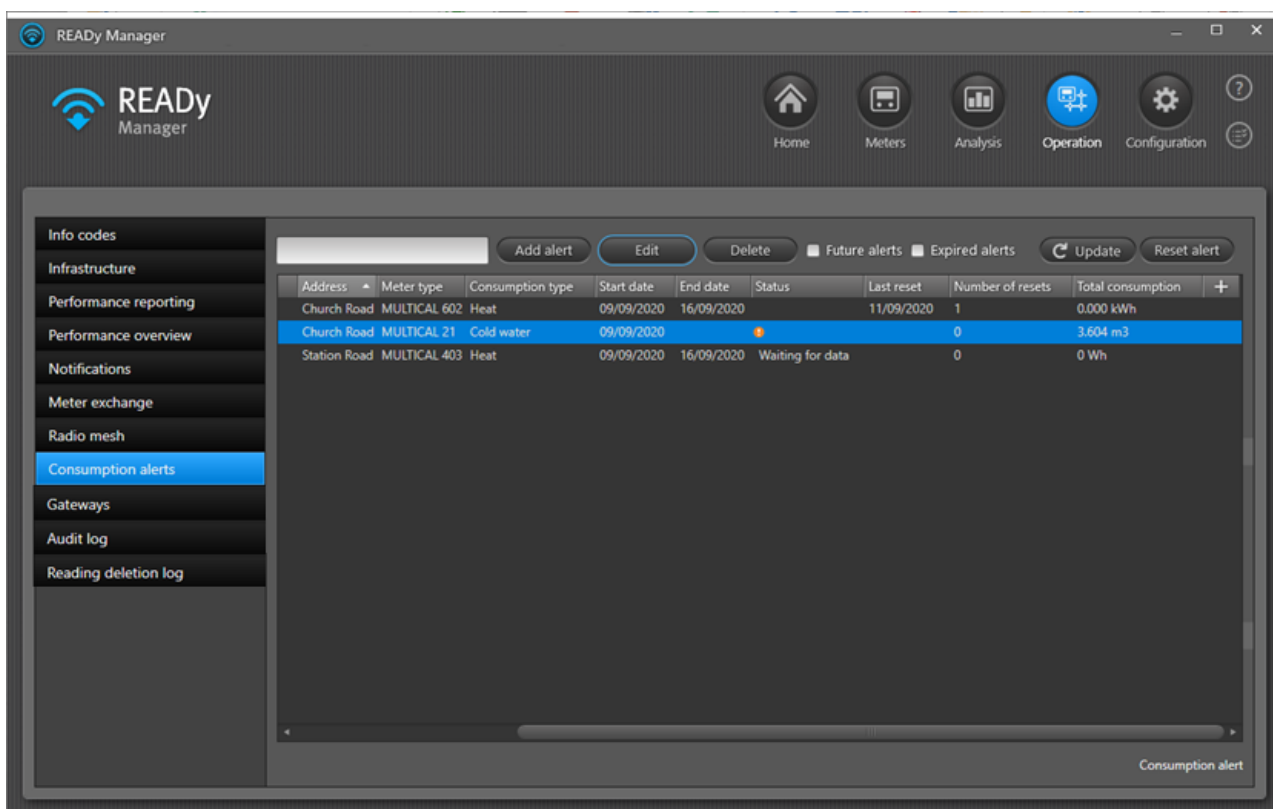 READy Manager
READy
Manager
Home Meters Analysis Operation Configuration
Info codes
Infrastructure
Performance reporting
Performance overview
Notifications
Meter exchange
Radio mesh
Consumption alerts
Gateways
Audit log
Reading deletion log
Add alert Edit Delete Future alerts Expired alerts Update Reset alert
Address Meter type Consumption type Start date End date Status Last reset Number of resets Total consumption +
Church Road MULTICAL 602 Heat 09/09/2020 16/09/2020 11/09/2020 1 0.000 kWh
Church Road MULTICAL 21 Cold water 09/09/2020 0 3.604 m3
Station Road MULTICAL 403 Heat 09/09/2020 16/09/2020 Waiting for data 0 0 Wh
Consumption alert